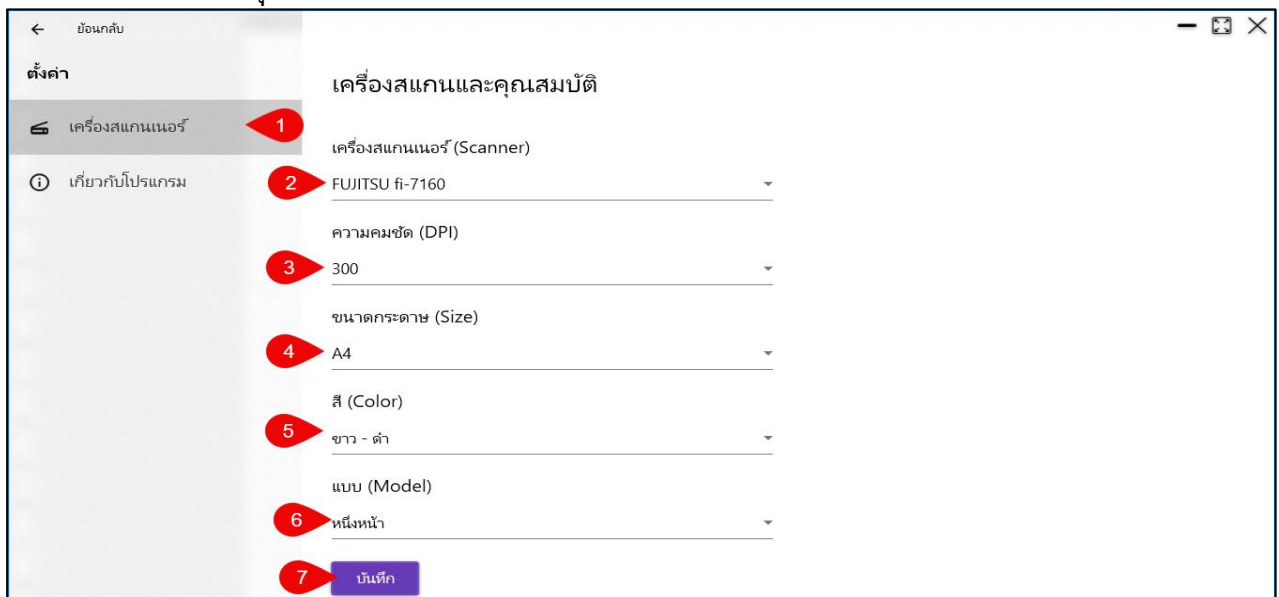 ย้อนกลับ
ตั้งค่า
เครื่องสแกนเนอร์
เกี่ยวกับโปรแกรม
1
เครื่องสแกนและคุณสมบัติ
เครื่องสแกนเนอร์ (Scanner)
2 FUJITSU fi-7160
ความคมชัด (DPI)
3 300
ขนาดกระดาษ (Size)
4 A4
สี (Color)
5 ขาว - ดำ
แบบ (Model)
6 หนึ่งหน้า
7 บันทึก